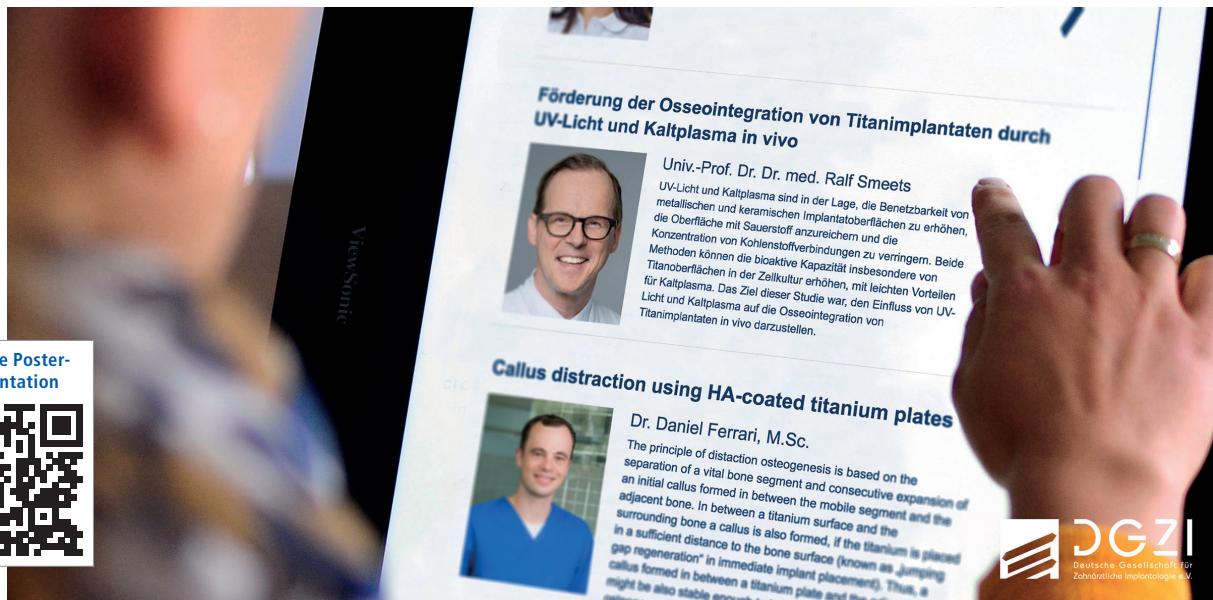 Förderung der Osseointegration von Titanimplantaten durch
UV-Licht und Kaltplasma in vivo
Univ.-Prof. Dr. Dr. med. Ralf Smeets
UV-Licht und Kaltplasma sind in der Lage, die Benetzbarkeit von
metallischen und keramischen Implantatoberflächen zu erhöhen,
die Oberfläche mit Sauerstoff anzureichern und die
Konzentration von Kohlenstoffverbindungen zu verringern. Beide
Methoden können die bioaktive Kapazität insbesondere von
Titanoberflächen in der Zellkultur erhöhen, mit leichten Vorteilen
für Kaltplasma. Das Ziel dieser Studie war, den Einfluss von UV-
Licht und Kaltplasma auf die Osseointegration von
Titanimplantaten in vivo darzustellen.
ViewSonic
e Poster-
ntation
Callus distraction using HA-coated titanium plates
Dr. Daniel Ferrari, M.Sc.
The principle of distaction osteogenesis is based on the
separation of a vital bone segment and consecutive expansion of
an initial callus formed in between the mobile segment and the
adjacent bone. In between a titanium surface and the
surrounding bone a callus is also formed, if the titanium is placed
in a sufficient distance to the bone surface (known as „jumping
gap regeneration" in immediate implant placement). Thus, a
callus formed in between a titanium plate and the
might be also stable enough
DGZI
Deutsche Gesellschaft für
Zahnärztliche Implantologie e.V.